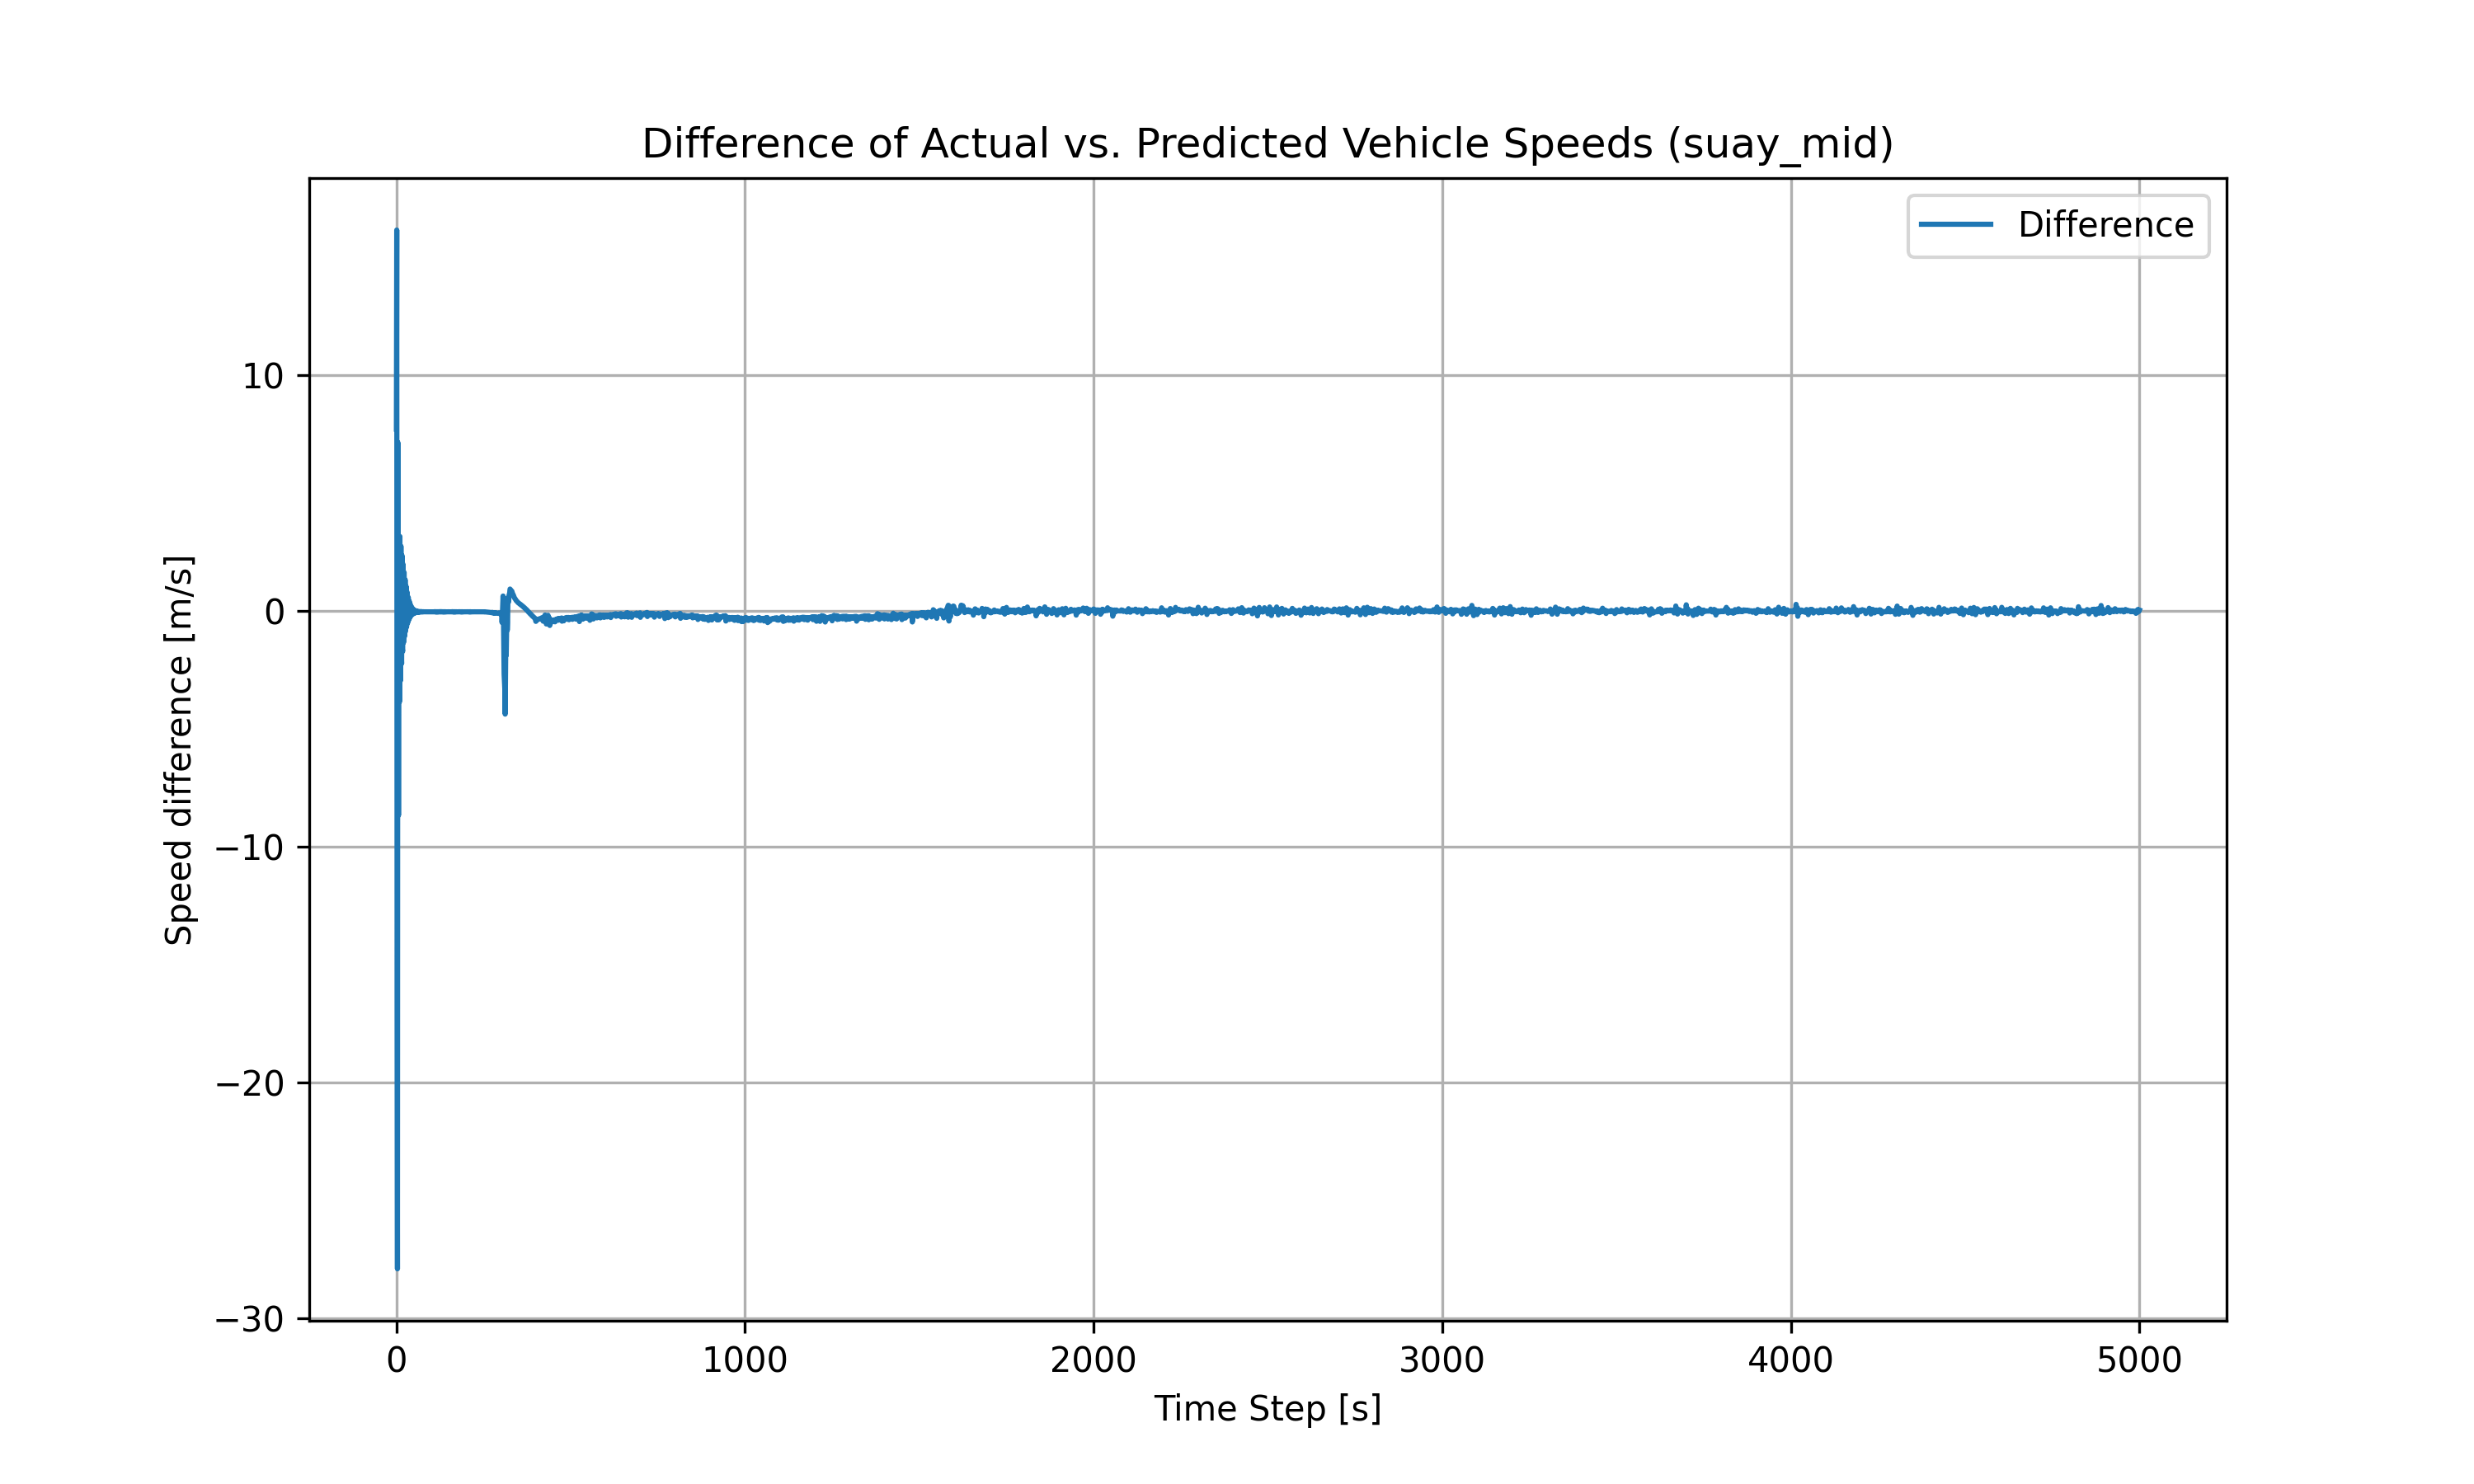 Difference of Actual vs. Predicted Vehicle Speeds (suay_mid)
Difference
10
0
−10
−20
−30
Speed difference [m/s]
0 1000 2000 3000 4000 5000
Time Step [s]